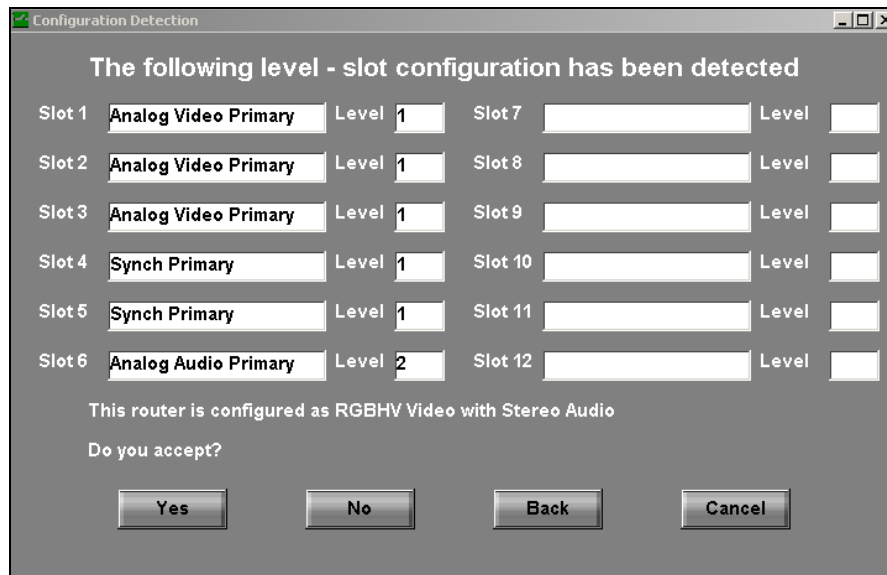 Configuration Detection
The following level - slot configuration has been detected
Slot 1 Analog Video Primary Level 1 Slot 7 Level
Slot 2 Analog Video Primary Level 1 Slot 8 Level
Slot 3 Analog Video Primary Level 1 Slot 9 Level
Slot 4 Synch Primary Level 1 Slot 10 Level
Slot 5 Synch Primary Level 1 Slot 11 Level
Slot 6 Analog Audio Primary Level 2 Slot 12 Level
This router is configured as RGBHV Video with Stereo Audio
Do you accept?
Yes No Back Cancel